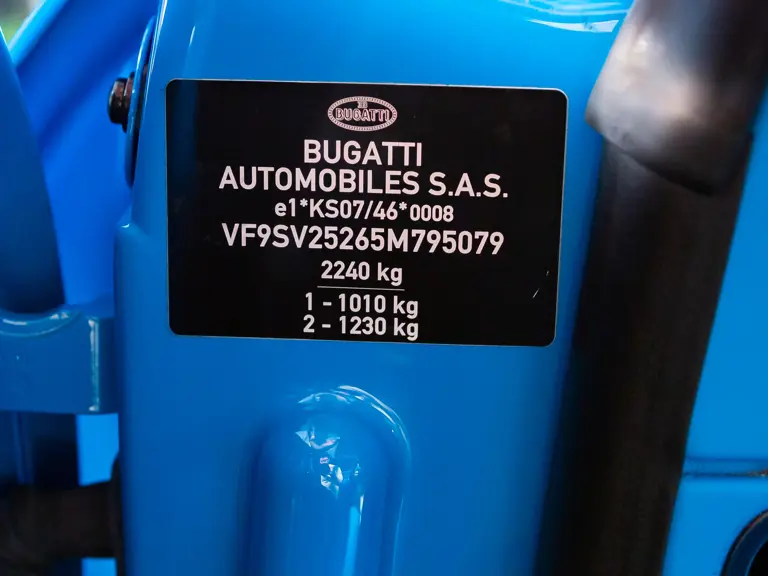 BUGATTI
BUGATTI
AUTOMOBILES S.A.S.
e1*KS07/46*0008
VF9SV25265M795079
2240 kg
1 - 1010 kg
2 - 1230 kg